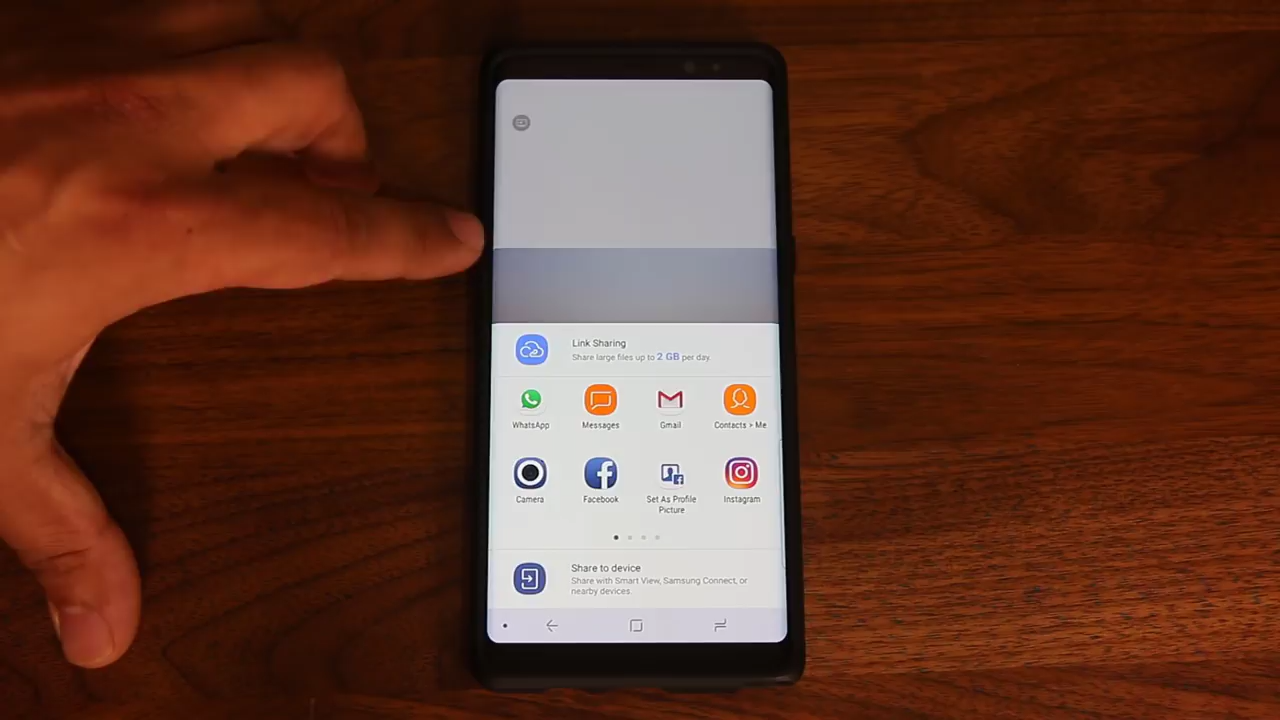 Link Sharing
Share large files up to 2 GB per day.
WhatsApp
Messages
Gmail
Contacts > Me
Camera
Facebook
Set As Profile
Picture
Instagram
Share to device
Share with Smart View, Samsung Connect, or
nearby devices.